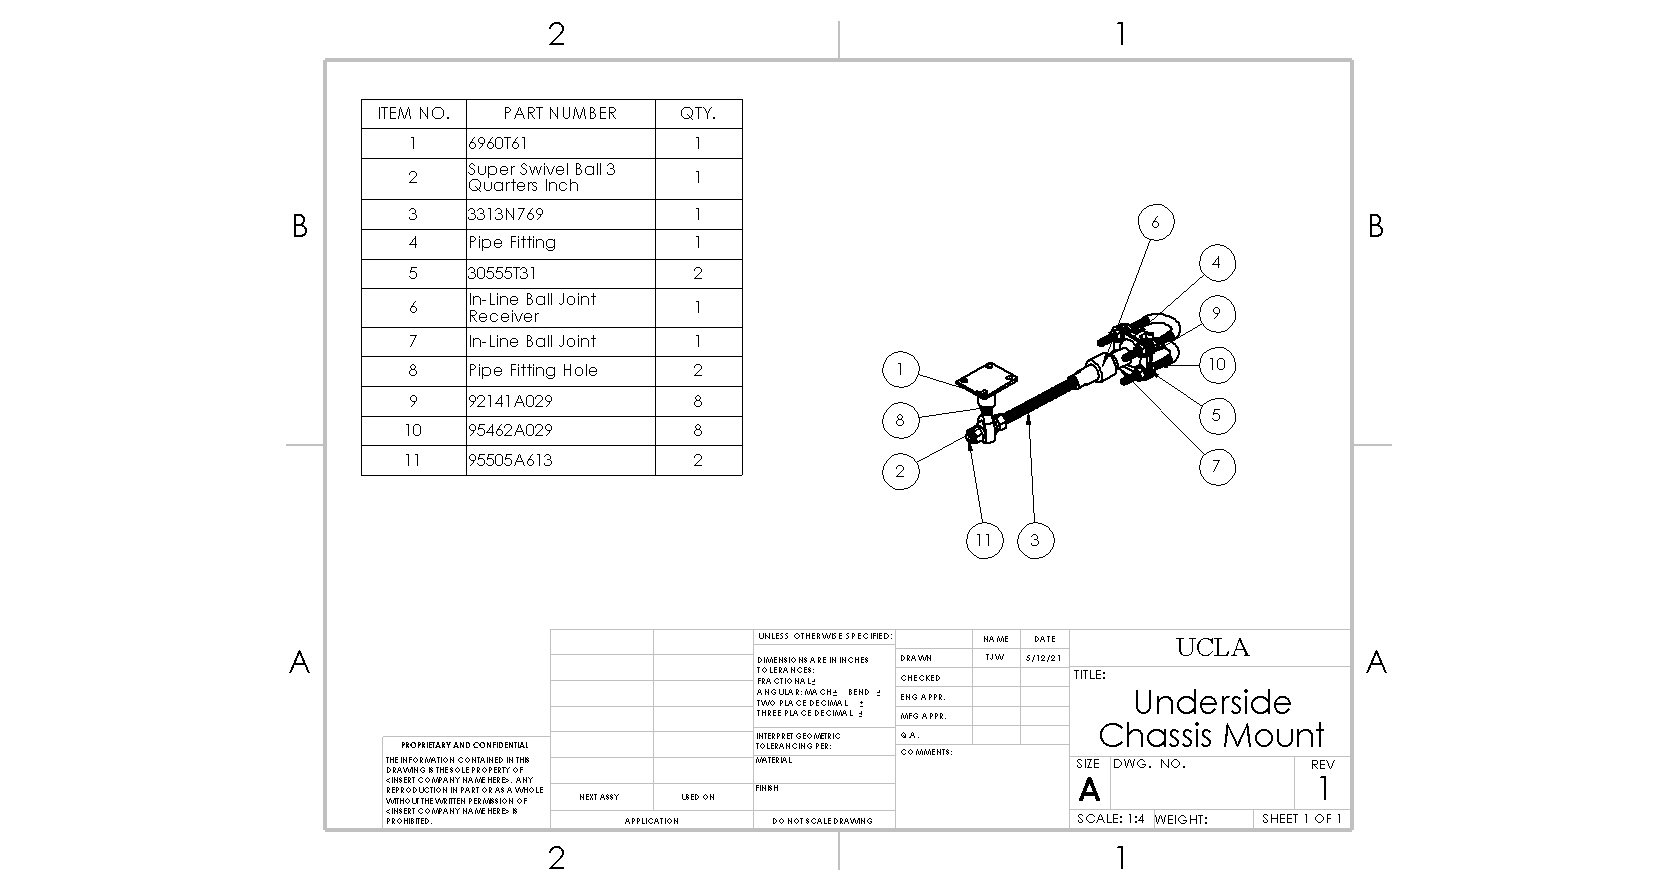 2 1
ITEM NO. PART NUMBER QTY.
1 6960T61 1
2 Super Swivel Ball 3 Quarters Inch 1
3 3313N769 1
4 Pipe Fitting 1
5 30555T31 2
6 In-Line Ball Joint Receiver 1
7 In-Line Ball Joint 1
8 Pipe Fitting Hole 2
9 92141A029 8
10 95462A029 8
11 95505A613 2
B B
6
4
9
1
10
8
5
2
7
11 3
A A
PROPRIETARY AND CONFIDENTIAL
THE INFORMATION CONTAINED IN THIS
DRAWING IS THE SOLE PROPERTY OF
<INSERT COMPANY NAME HERE>. ANY
REPRODUCTION IN PART OR AS A WHOLE
WITHOUT THE WRITTEN PERMISSION OF
<INSERT COMPANY NAME HERE> IS
PROHIBITED.
NEXT ASSY USED ON
APPLICATION
UNLESS OTHERWISE SPECIFIED:
DIMENSIONS ARE IN INCHES
TOLERANCES:
FRACTIONAL±
ANGULAR: MACH± BEND ±
TWO PLACE DECIMAL ±
THREE PLACE DECIMAL ±
INTERPRET GEOMETRIC
TOLERANCING PER:
MATERIAL
FINISH
DO NOT SCALE DRAWING
NAME DATE
DRAWN TJW 5/12/21
CHECKED
ENG APPR.
MFG APPR.
Q.A.
COMMENTS:
UCLA
TITLE:
Underside
Chassis Mount
SIZE DWG. NO. REV
A 1
SCALE: 1:4 WEIGHT: SHEET 1 OF 1
2 1